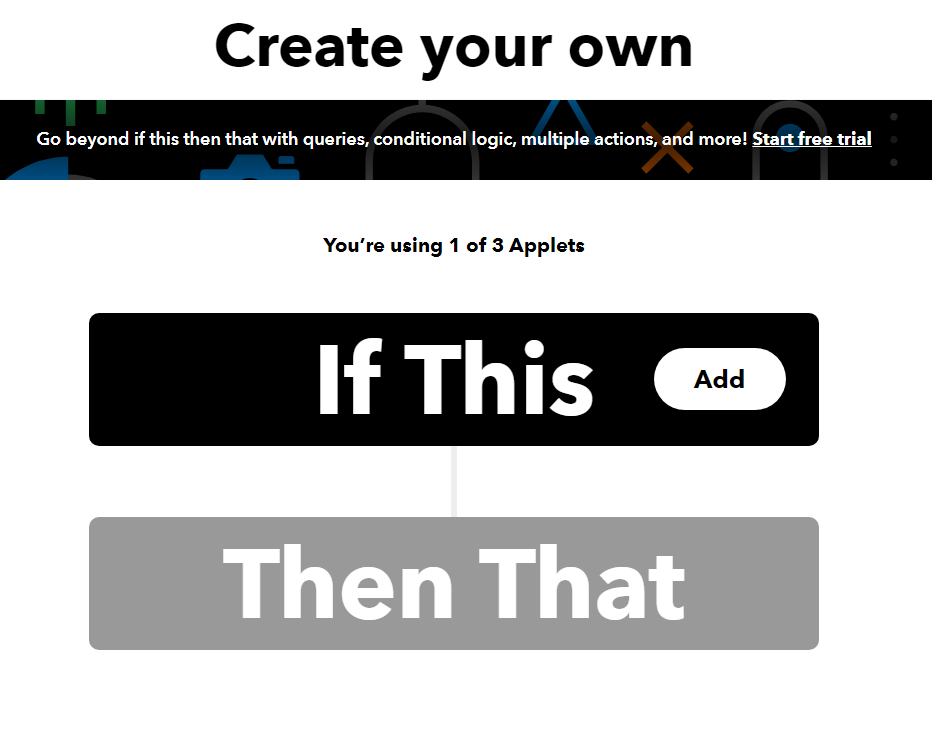 Create your own
Go beyond if this then that with queries, conditional logic, multiple actions, and more! Start free trial
You’re using 1 of 3 Applets
If This
Add
Then That